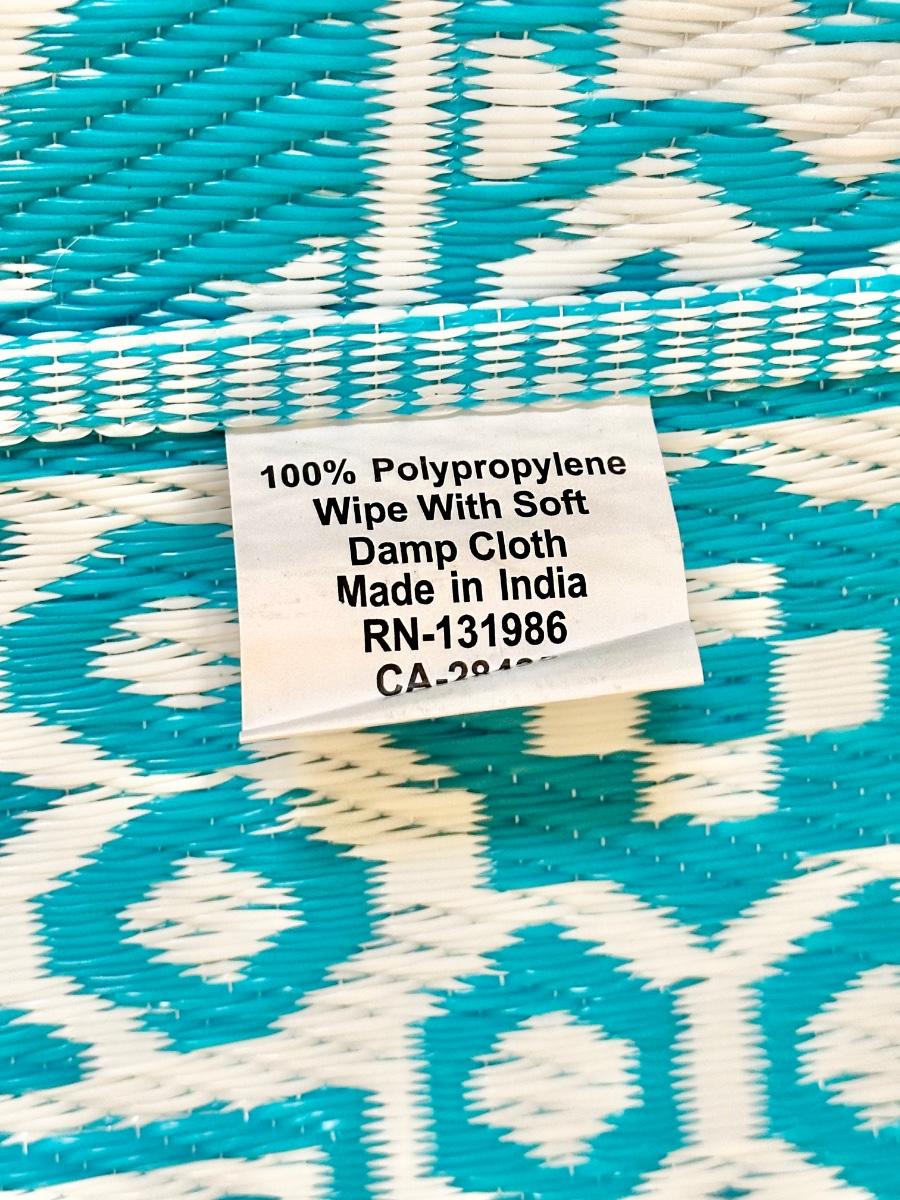 100% Polypropylene
Wipe With Soft
Damp Cloth
Made in India
RN-131986